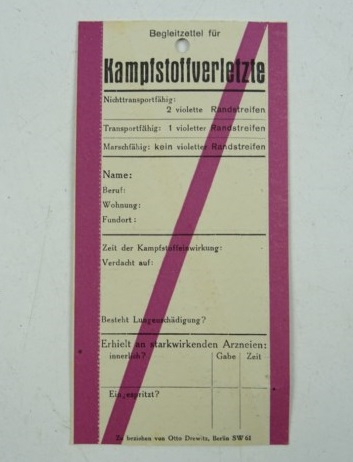 Begleitzettel für
Kampfstoffverletzte
Nichttransportfähig:
2 violette Randstreifen
Transportfähig: 1 violetter Randstreifen
Marschfähig: kein violetter Randstreifen
Name:
Beruf:
Wohnung:
Fundort:
Zeit der Kampfstoffeinwirkung:
Verdacht auf:
Besteht Lungenschädigung?
Erhielt an starkwirkenden Arzneien:
innerlich? Gabe Zeit
Eingespritzt?
Zu beziehen von Otto Drewitz, Berlin SW 61